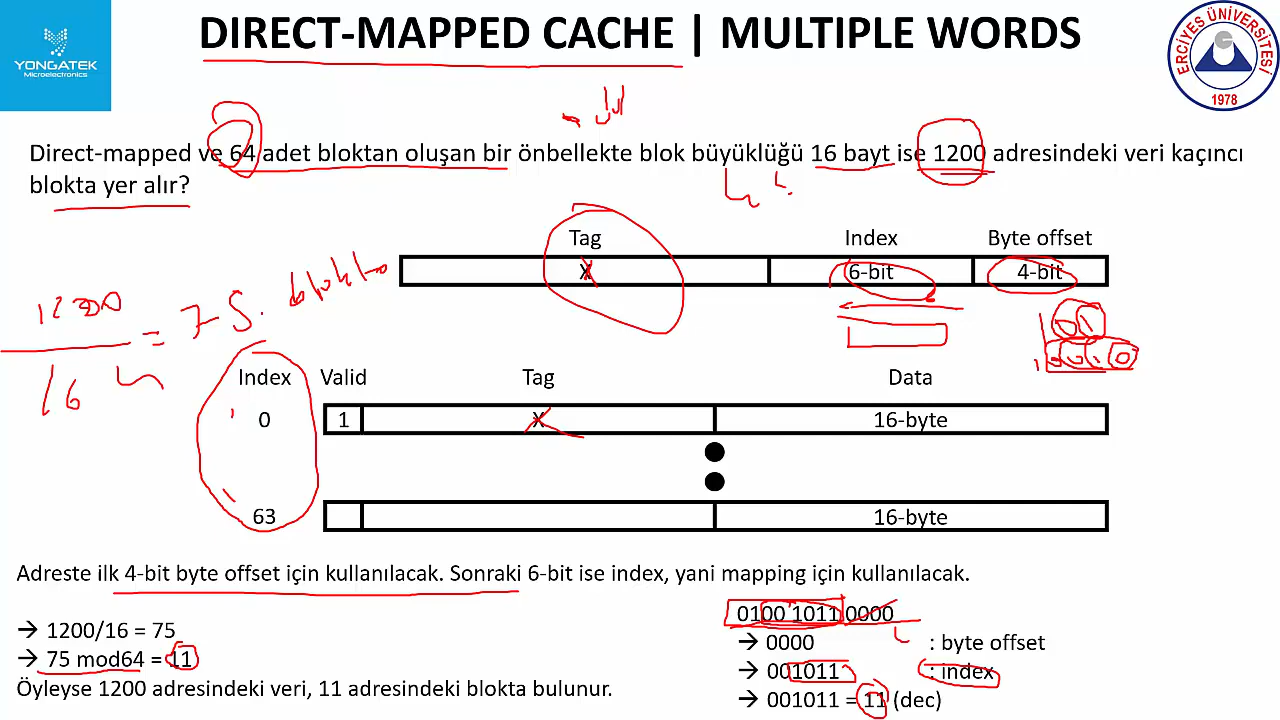 DIRECT-MAPPED CACHE | MULTIPLE WORDS
YONGATEK
Microelectronics
ERCİYES ÜNİVERSİTESİ
1978
Direct-mapped ve 64 adet bloktan oluşan bir önbellekte blok büyüklüğü 16 bayt ise 1200 adresindeki veri kaçıncı
blokta yer alır?
Tag Index Byte offset
X 6-bit 4-bit
1200
16
= 75. blokta
Index Valid Tag Data
0 1 X 16-byte
63 16-byte
Adreste ilk 4-bit byte offset için kullanılacak. Sonraki 6-bit ise index, yani mapping için kullanılacak.
0100 1011 0000
→ 1200/16 = 75
→ 0000 : byte offset
→ 75 mod64 = 11
→ 001011 : index
Öyleyse 1200 adresindeki veri, 11 adresindeki blokta bulunur.
→ 001011 = 11 (dec)